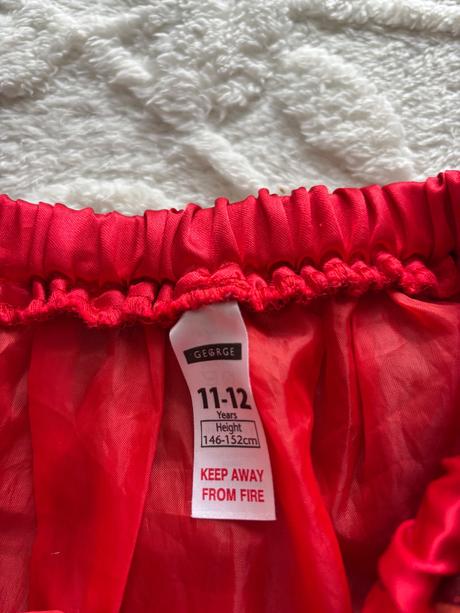 GEORGE
11-12
Years
Height
146-152cm
KEEP AWAY
FROM FIRE